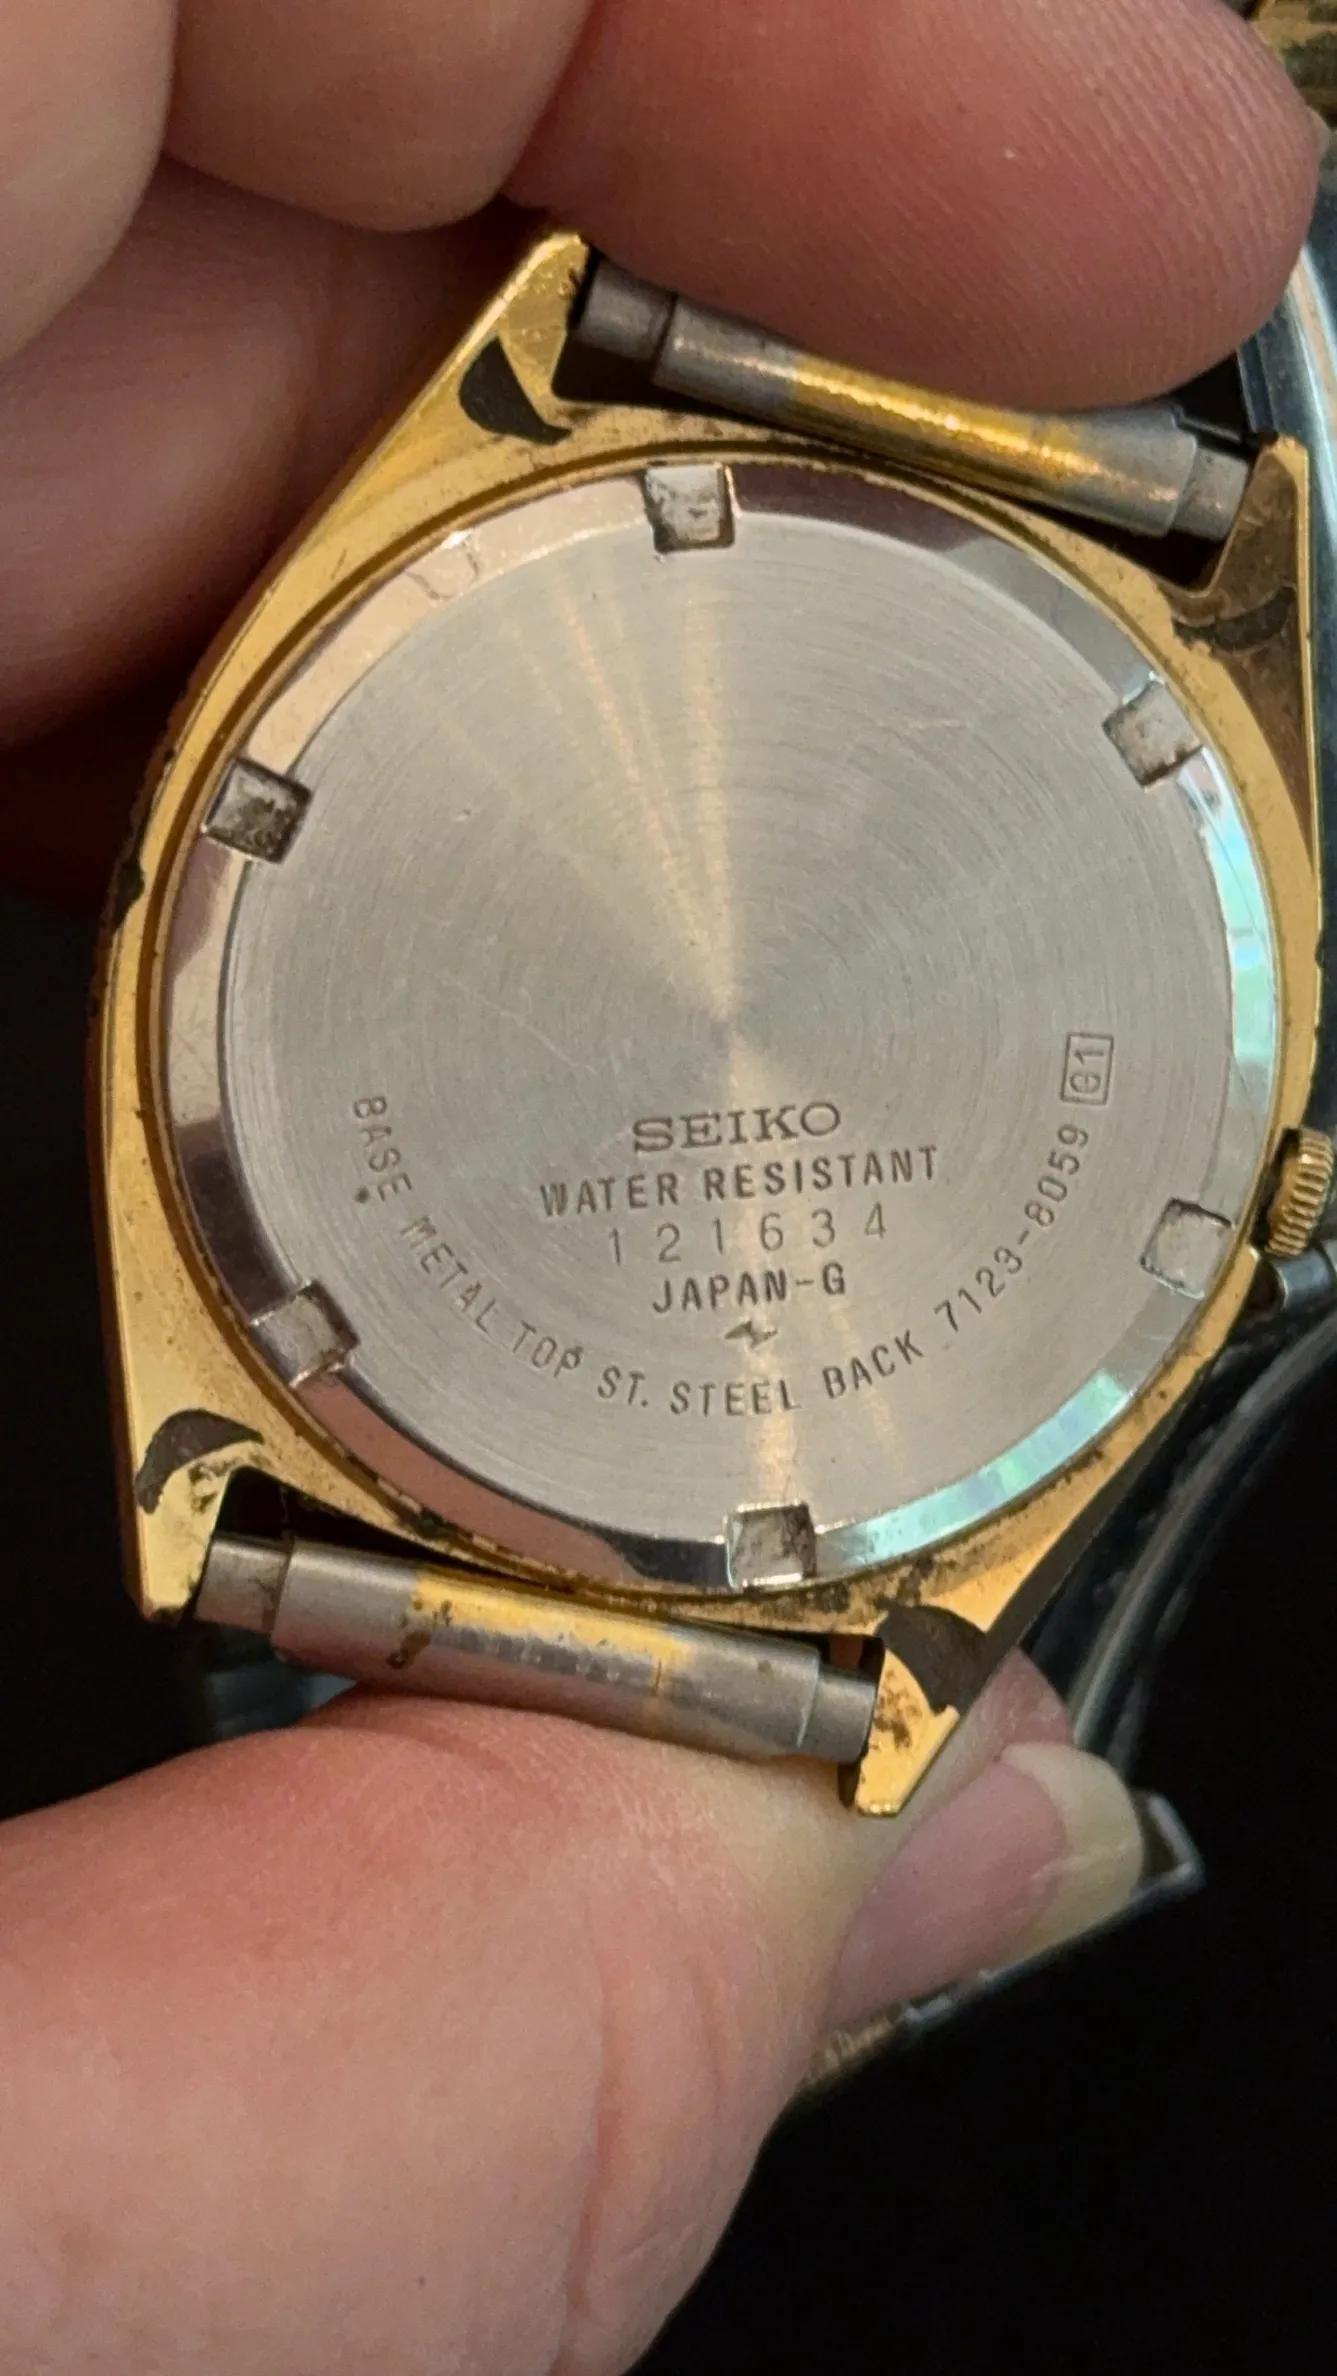 SEIKO
WATER RESISTANT
121634
JAPAN-G
BASE METAL TOP ST. STEEL BACK 7123-8059 G1